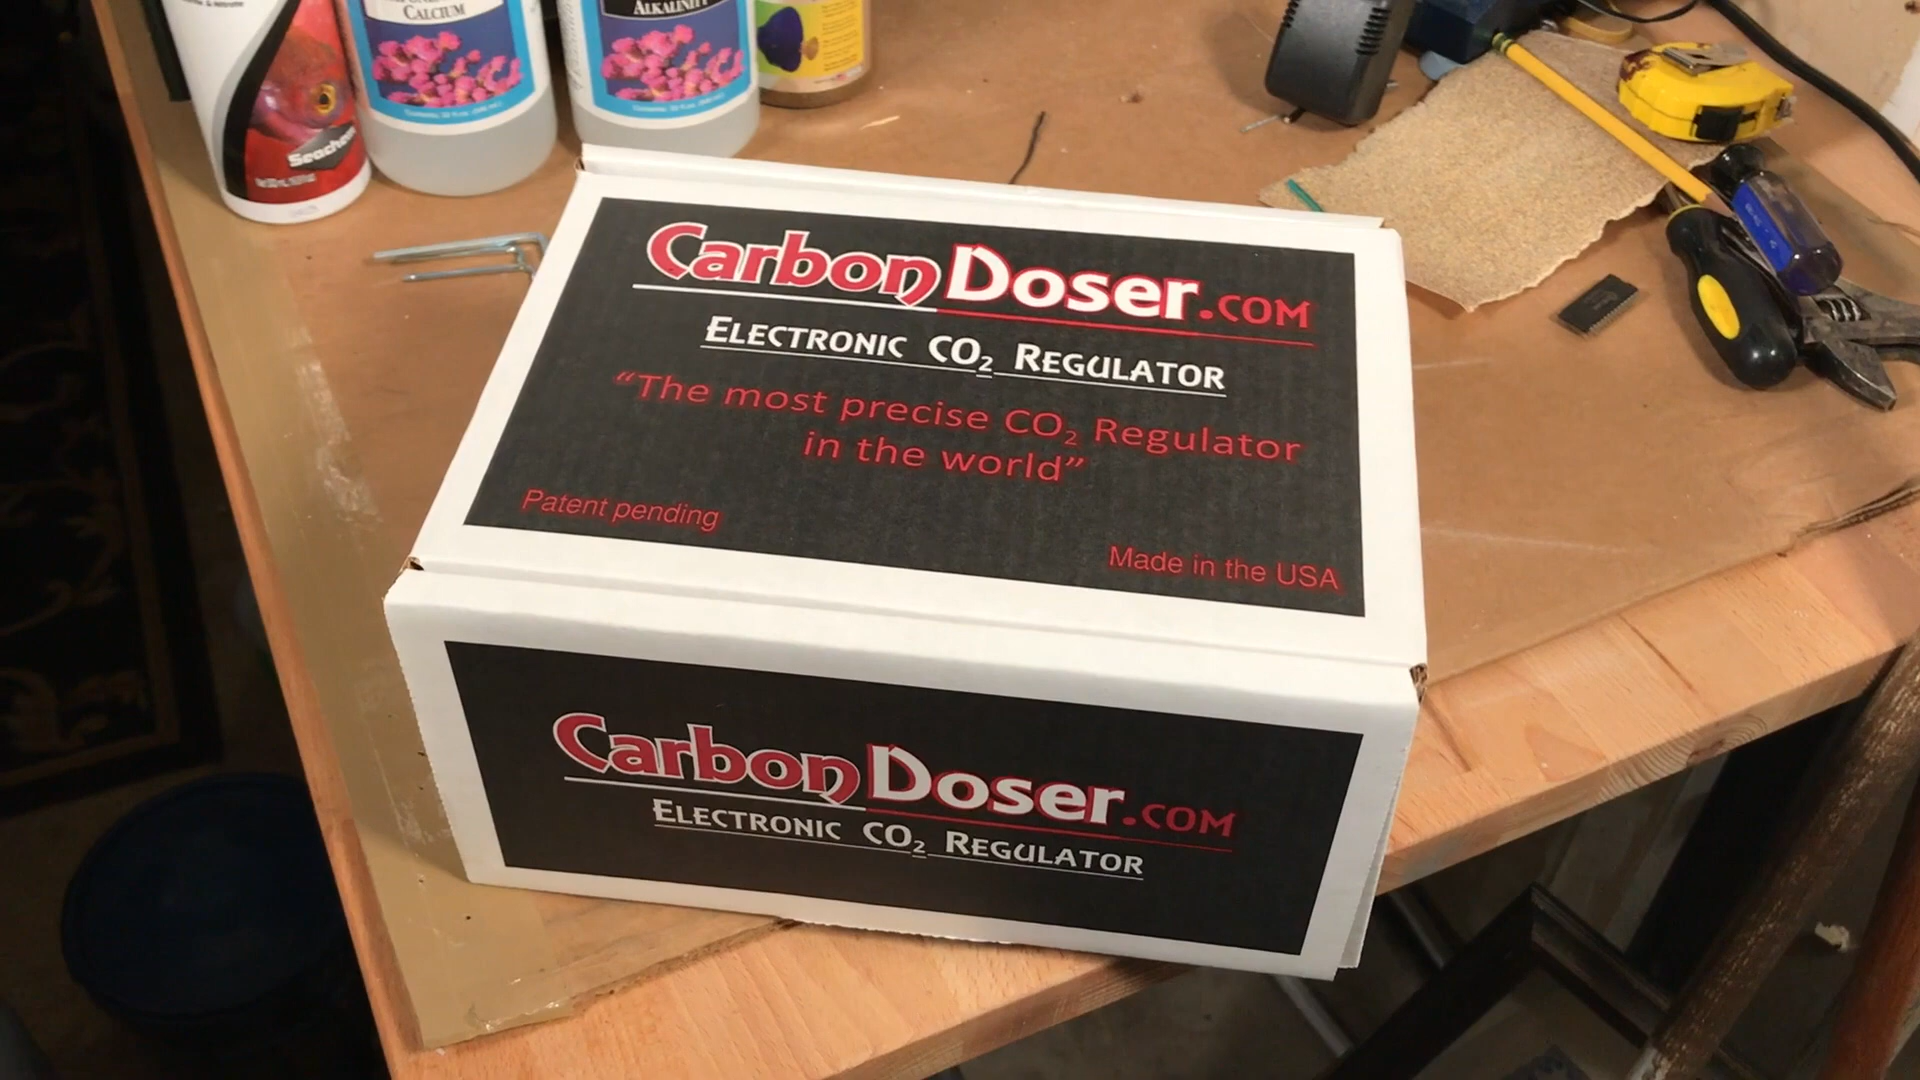 CALCIUM
ALKALINITY
Seachem
CarbonDoser.com
Electronic CO₂ Regulator
“The most precise CO₂ Regulator
in the world”
Patent pending
Made in the USA
CarbonDoser.com
Electronic CO₂ Regulator